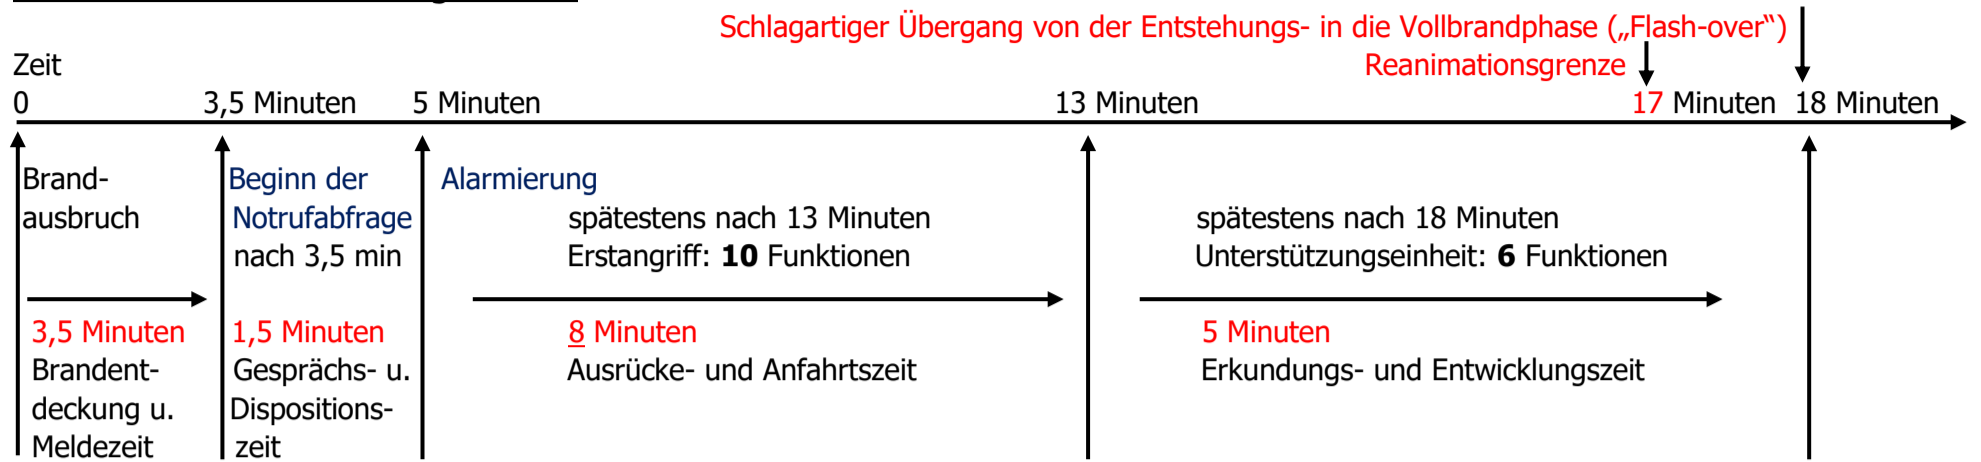 Schlagartiger Übergang von der Entstehungs- in die Vollbrandphase („Flash-over“)
Zeit
Reanimationsgrenze
0
3,5 Minuten
5 Minuten
13 Minuten
17 Minuten
18 Minuten
Brand-
ausbruch
Beginn der
Notrufabfrage
nach 3,5 min
Alarmierung
spätestens nach 13 Minuten
Erstangriff: 10 Funktionen
spätestens nach 18 Minuten
Unterstützungseinheit: 6 Funktionen
3,5 Minuten
Brandent-
deckung u.
Meldezeit
1,5 Minuten
Gesprächs- u.
Dispositions-
zeit
8 Minuten
Ausrücke- und Anfahrtszeit
5 Minuten
Erkundungs- und Entwicklungszeit